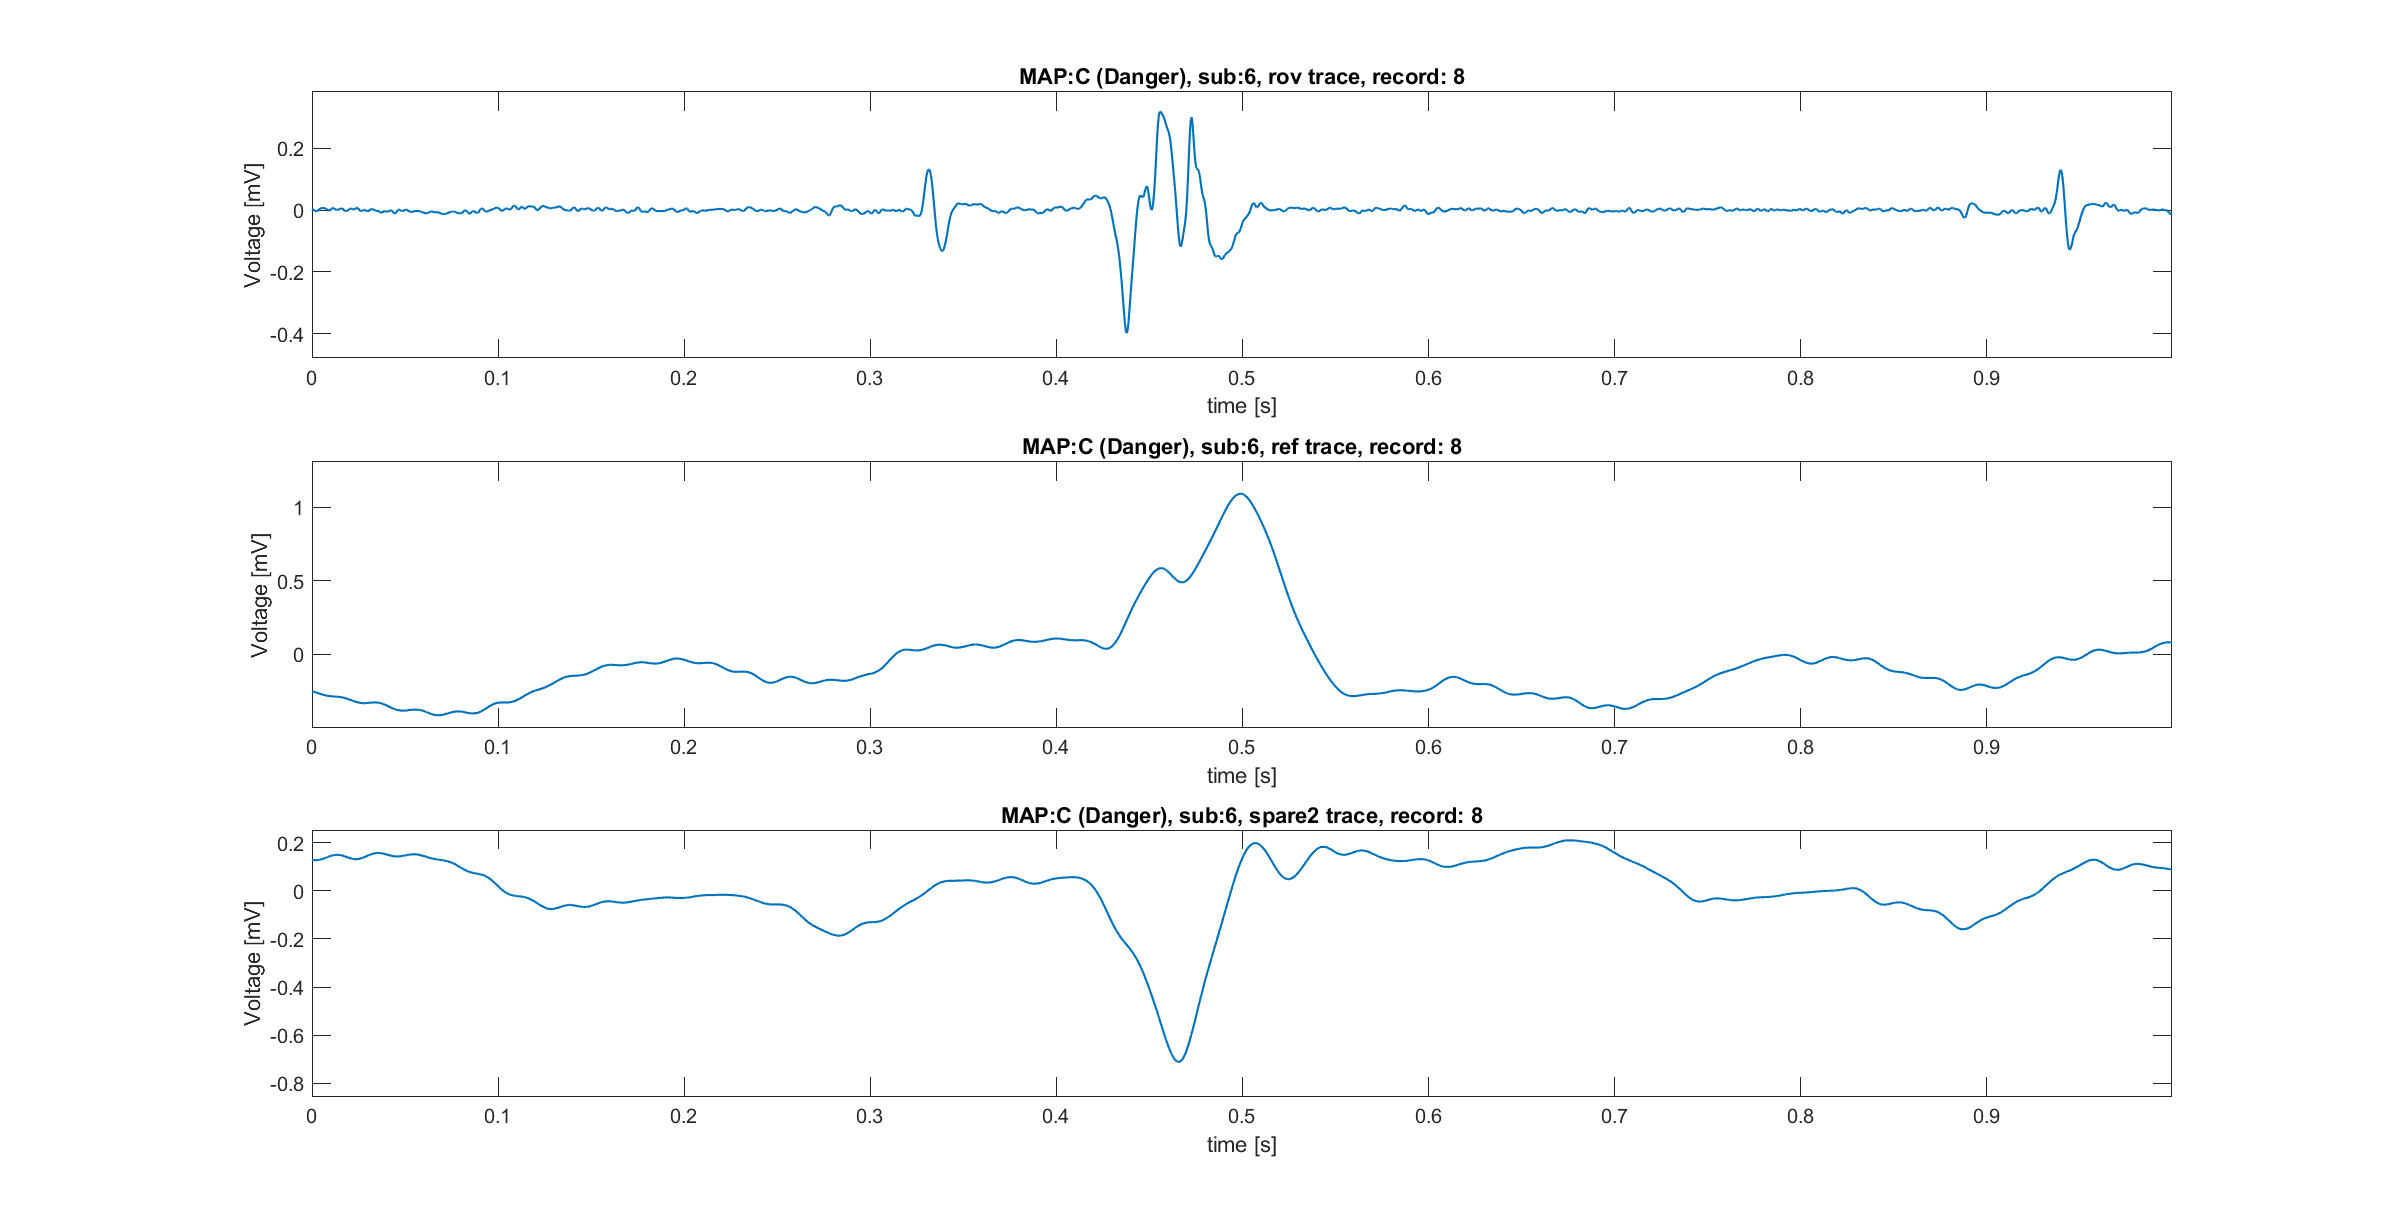 MAP:C (Danger), sub:6, rov trace, record: 8
Voltage [mV]
0.2
0
-0.2
-0.4
0 0.1 0.2 0.3 0.4 0.5 0.6 0.7 0.8 0.9
time [s]
MAP:C (Danger), sub:6, ref trace, record: 8
Voltage [mV]
1
0.5
0
0 0.1 0.2 0.3 0.4 0.5 0.6 0.7 0.8 0.9
time [s]
MAP:C (Danger), sub:6, spare2 trace, record: 8
Voltage [mV]
0.2
0
-0.2
-0.4
-0.6
-0.8
0 0.1 0.2 0.3 0.4 0.5 0.6 0.7 0.8 0.9
time [s]